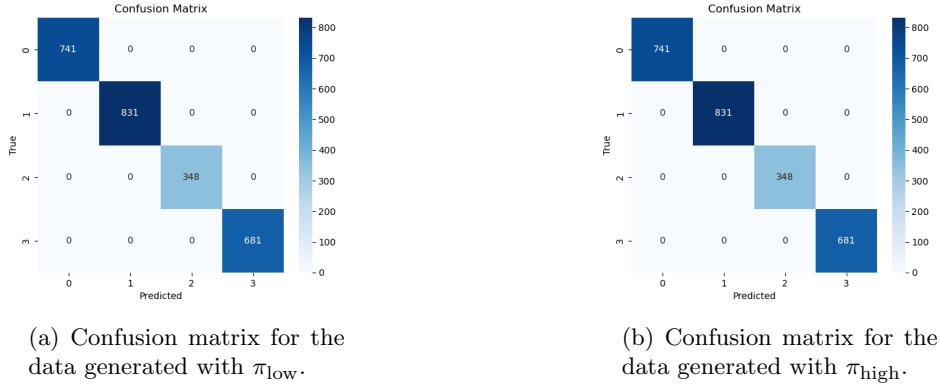 Confusion Matrix
0 741 0 0 0
1 0 831 0 0
2 0 0 348 0
3 0 0 0 681
0 1 2 3
True
Predicted
800
700
600
500
400
300
200
100
0
(a) Confusion matrix for the
data generated with π_low.
Confusion Matrix
0 741 0 0 0
1 0 831 0 0
2 0 0 348 0
3 0 0 0 681
0 1 2 3
True
Predicted
800
700
600
500
400
300
200
100
0
(b) Confusion matrix for the
data generated with π_high.